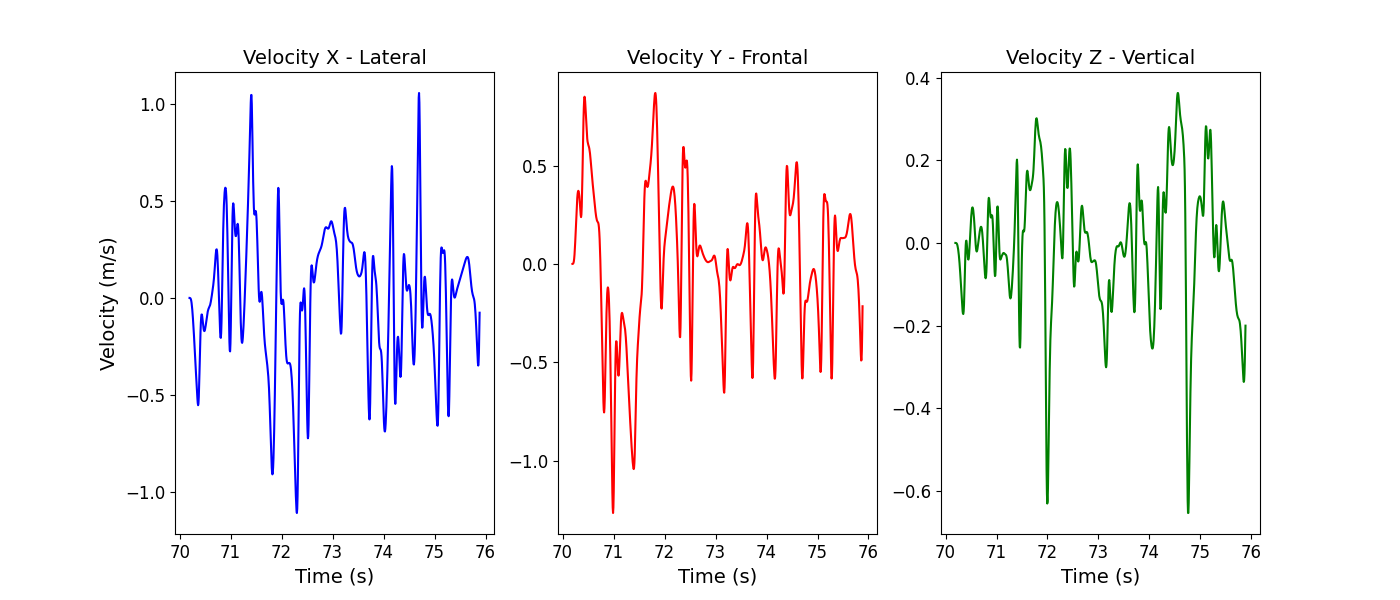 Velocity X - Lateral
Velocity Y - Frontal
Velocity Z - Vertical
Velocity (m/s)
1.0
0.5
0.0
−0.5
−1.0
70 71 72 73 74 75 76
Time (s)
0.5
0.0
−0.5
−1.0
70 71 72 73 74 75 76
Time (s)
0.4
0.2
0.0
−0.2
−0.4
−0.6
70 71 72 73 74 75 76
Time (s)